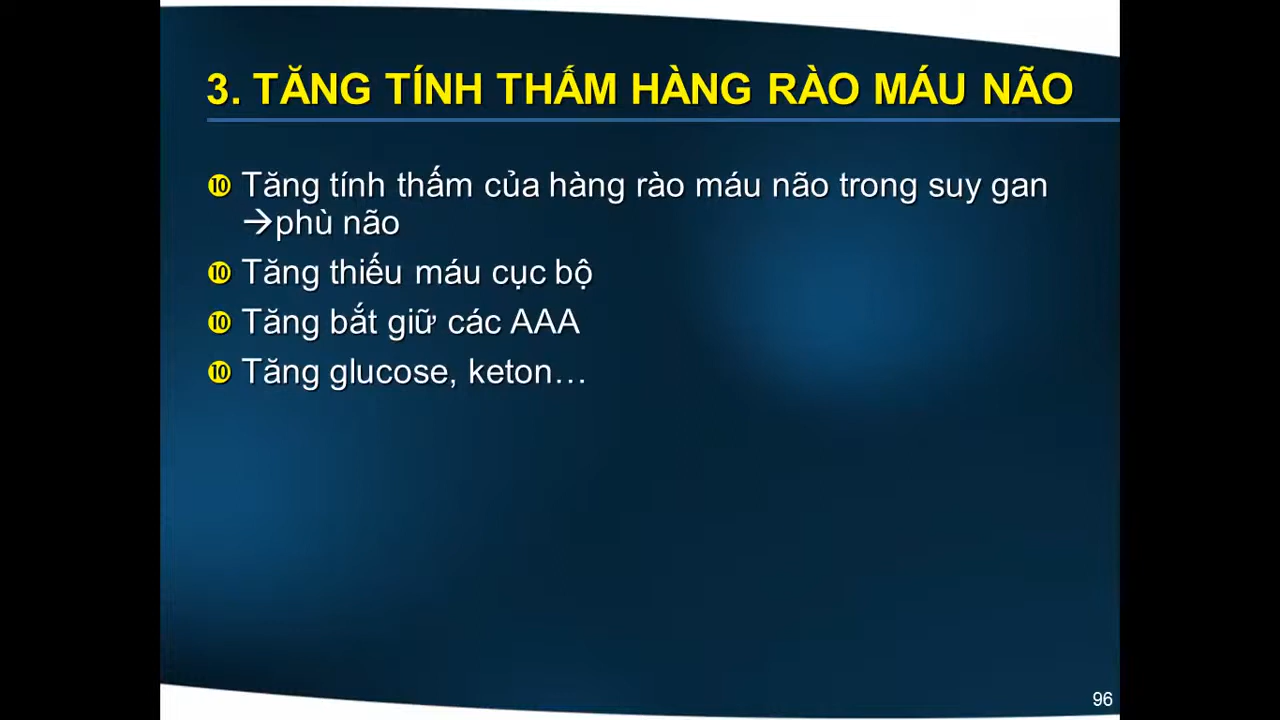 3. TĂNG TÍNH THẤM HÀNG RÀO MÁU NÃO
❿ Tăng tính thấm của hàng rào máu não trong suy gan
→phù não
❿ Tăng thiếu máu cục bộ
❿ Tăng bắt giữ các AAA
❿ Tăng glucose, keton…
96